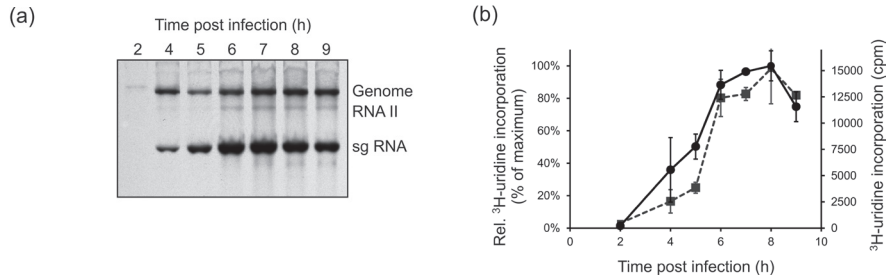 (a)
Time post infection (h)
2 4 5 6 7 8 9
Genome
RNA II
sg RNA
(b)
Rel. ³H-uridine incorporation
(% of maximum)
100%
80%
60%
40%
20%
0%
0 2 4 6 8 10
Time post infection (h)
15000
12500
10000
7500
5000
2500
0
³H-uridine incorporation (cpm)